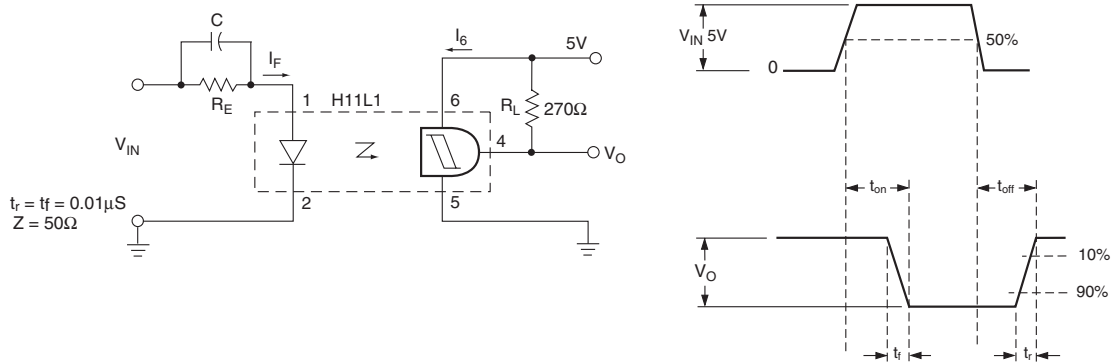 C
I_F
R_E
V_IN
t_r = tf = 0.01µS
Z = 50Ω
H11L1
1
2
I_6
5V
6
R_L
270Ω
4
V_O
5
V_IN 5V
0
50%
t_on
t_off
V_O
10%
90%
t_f
t_r